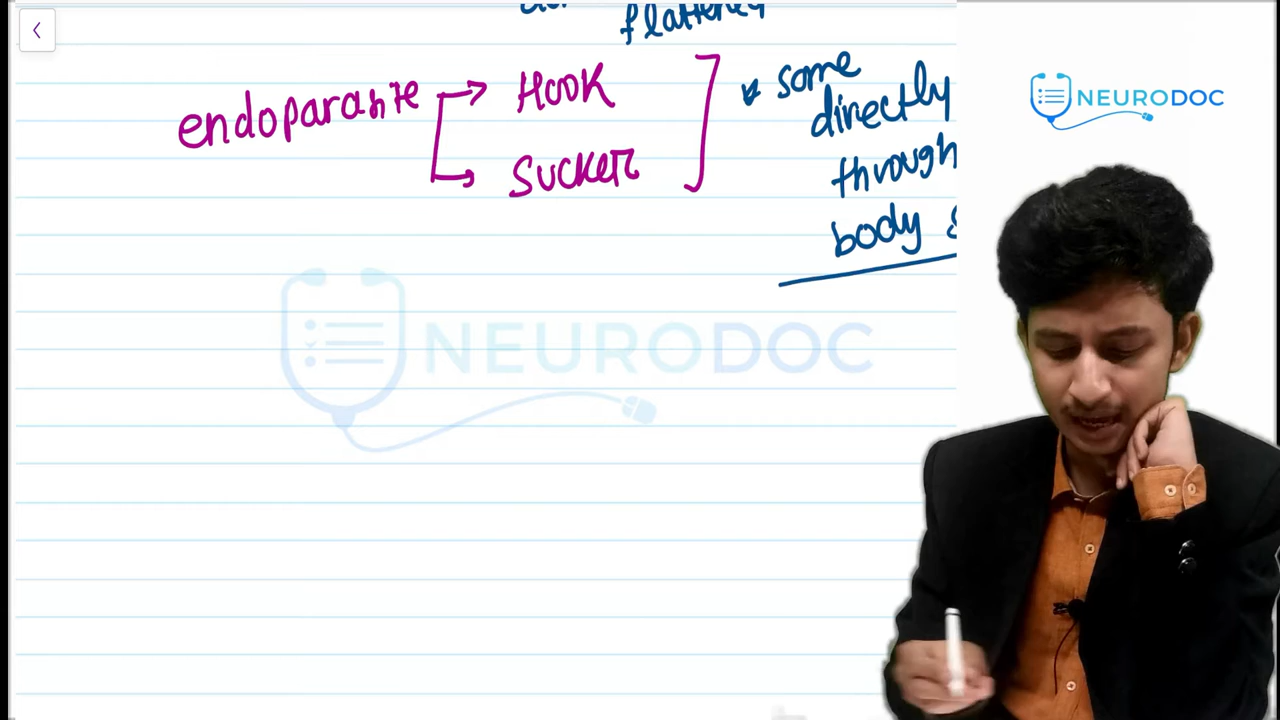 flattened
endoparasite
Hook
Sucker
* some
directly
through
body
NEURODOC
NEURODOC